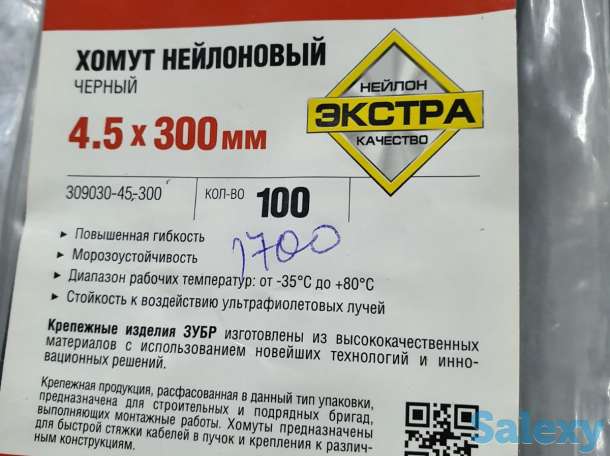 ХОМУТ НЕЙЛОНОВЫЙ
ЧЕРНЫЙ
4.5 x 300 мм
НЕЙЛОН
ЭКСТРА
КАЧЕСТВО
309030-45-300
КОЛ-ВО 100
1700
▸ Повышенная гибкость
▸ Морозоустойчивость
▸ Диапазон рабочих температур: от -35°C до +80°C
▸ Стойкость к воздействию ультрафиолетовых лучей
Крепежные изделия ЗУБР изготовлены из высококачественных
материалов с использованием новейших технологий и инно-
вационных решений.
Крепежная продукция, расфасованная в данный тип упаковки,
предназначена для строительных и подрядных бригад,
выполняющих монтажные работы. Хомуты предназначены
для быстрой стяжки кабелей в пучок и крепления к различ-
ным конструкциям.
Salexy